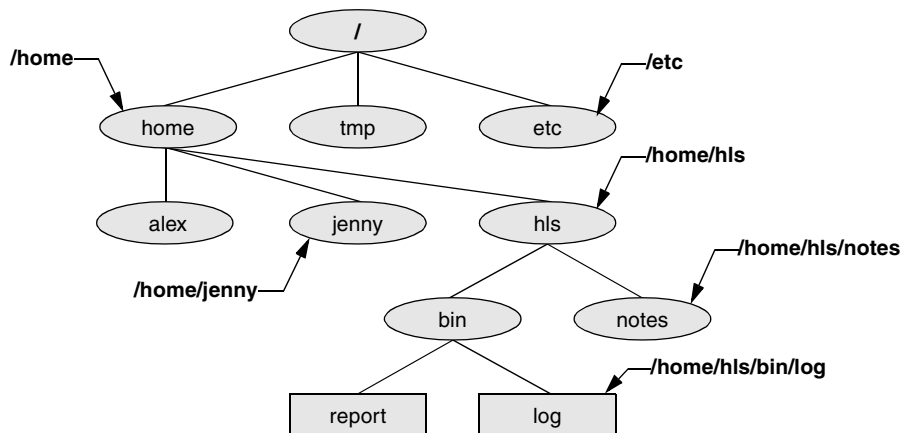 /
/home
/etc
home
tmp
etc
/home/hls
alex
jenny
hls
/home/hls/notes
/home/jenny
bin
notes
/home/hls/bin/log
report
log